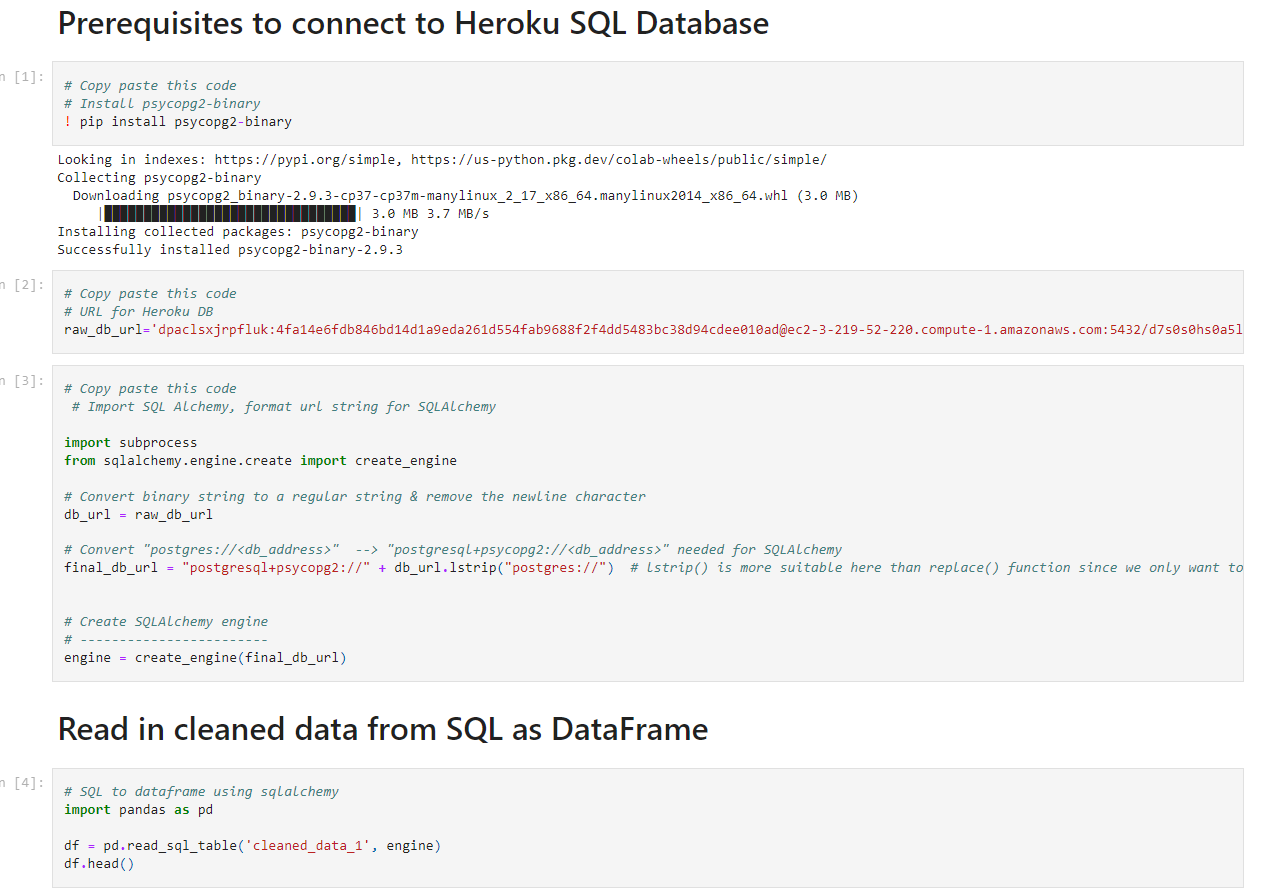 Prerequisites to connect to Heroku SQL Database
n [1]:
# Copy paste this code
# Install psycopg2-binary
! pip install psycopg2-binary
Looking in indexes: https://pypi.org/simple, https://us-python.pkg.dev/colab-wheels/public/simple/
Collecting psycopg2-binary
Downloading psycopg2_binary-2.9.3-cp37-cp37m-manylinux_2_17_x86_64.manylinux2014_x86_64.whl (3.0 MB)
| | 3.0 MB 3.7 MB/s
Installing collected packages: psycopg2-binary
Successfully installed psycopg2-binary-2.9.3
n [2]:
# Copy paste this code
# URL for Heroku DB
raw_db_url='dpaclsxjrpfluk:4fa14e6fdb846bd14d1a9eda261d554fab9688f2f4dd5483bc38d94cdee010ad@ec2-3-219-52-220.compute-1.amazonaws.com:5432/d7s0s0hs0a5l
n [3]:
# Copy paste this code
# Import SQL Alchemy, format url string for SQLAlchemy
import subprocess
from sqlalchemy.engine.create import create_engine
# Convert binary string to a regular string & remove the newline character
db_url = raw_db_url
# Convert "postgres://<db_address>" --> "postgresql+psycopg2://<db_address>" needed for SQLAlchemy
final_db_url = "postgresql+psycopg2://" + db_url.lstrip("postgres://") # lstrip() is more suitable here than replace() function since we only want to
# Create SQLAlchemy engine
# ------------------------
engine = create_engine(final_db_url)
Read in cleaned data from SQL as DataFrame
n [4]:
# SQL to dataframe using sqlalchemy
import pandas as pd
df = pd.read_sql_table('cleaned_data_1', engine)
df.head()